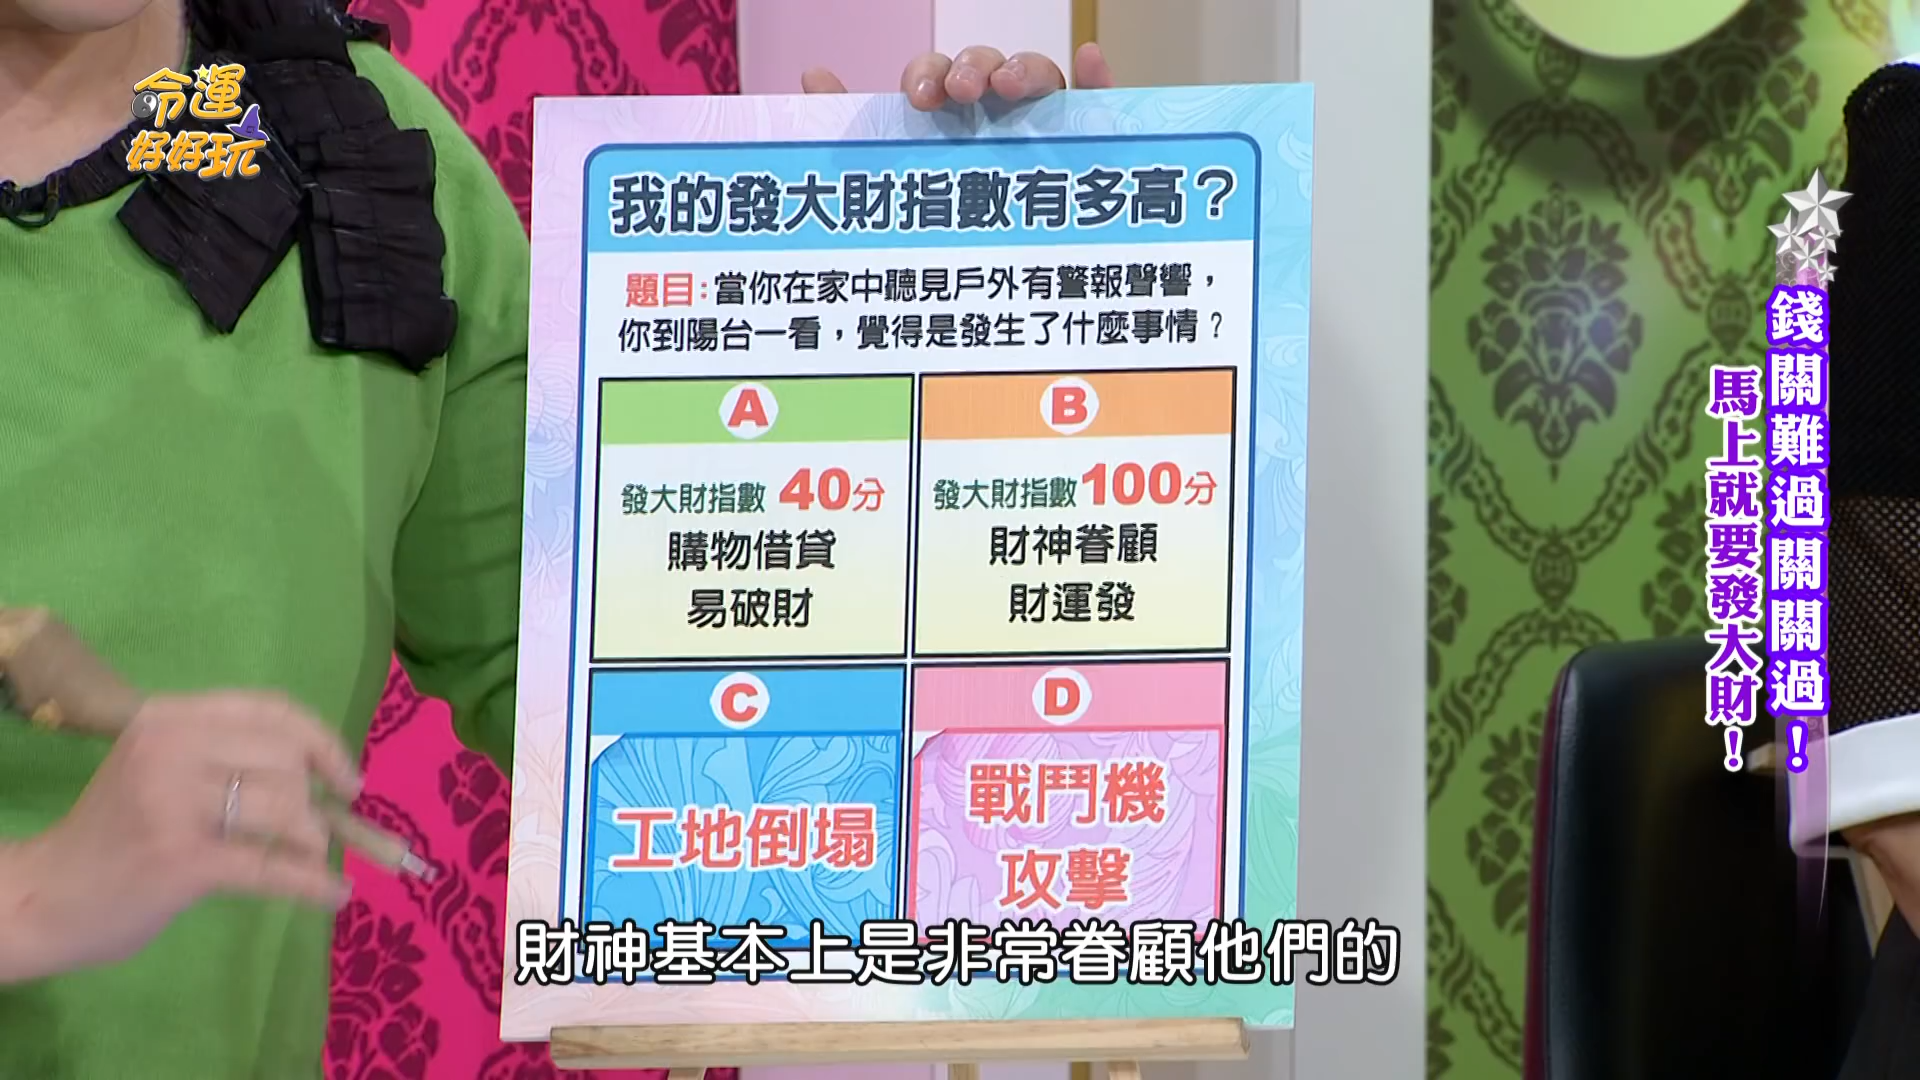 命運
好好玩
我的發大財指數有多高？
題目:當你在家中聽見戶外有警報聲響，
你到陽台一看，覺得是發生了什麼事情？
A
發大財指數 40分
購物借貸
易破財
B
發大財指數100分
財神眷顧
財運發
C
工地倒塌
D
戰鬥機
攻擊
錢關難過關關過！
馬上就要發大財！
財神基本上是非常眷顧他們的